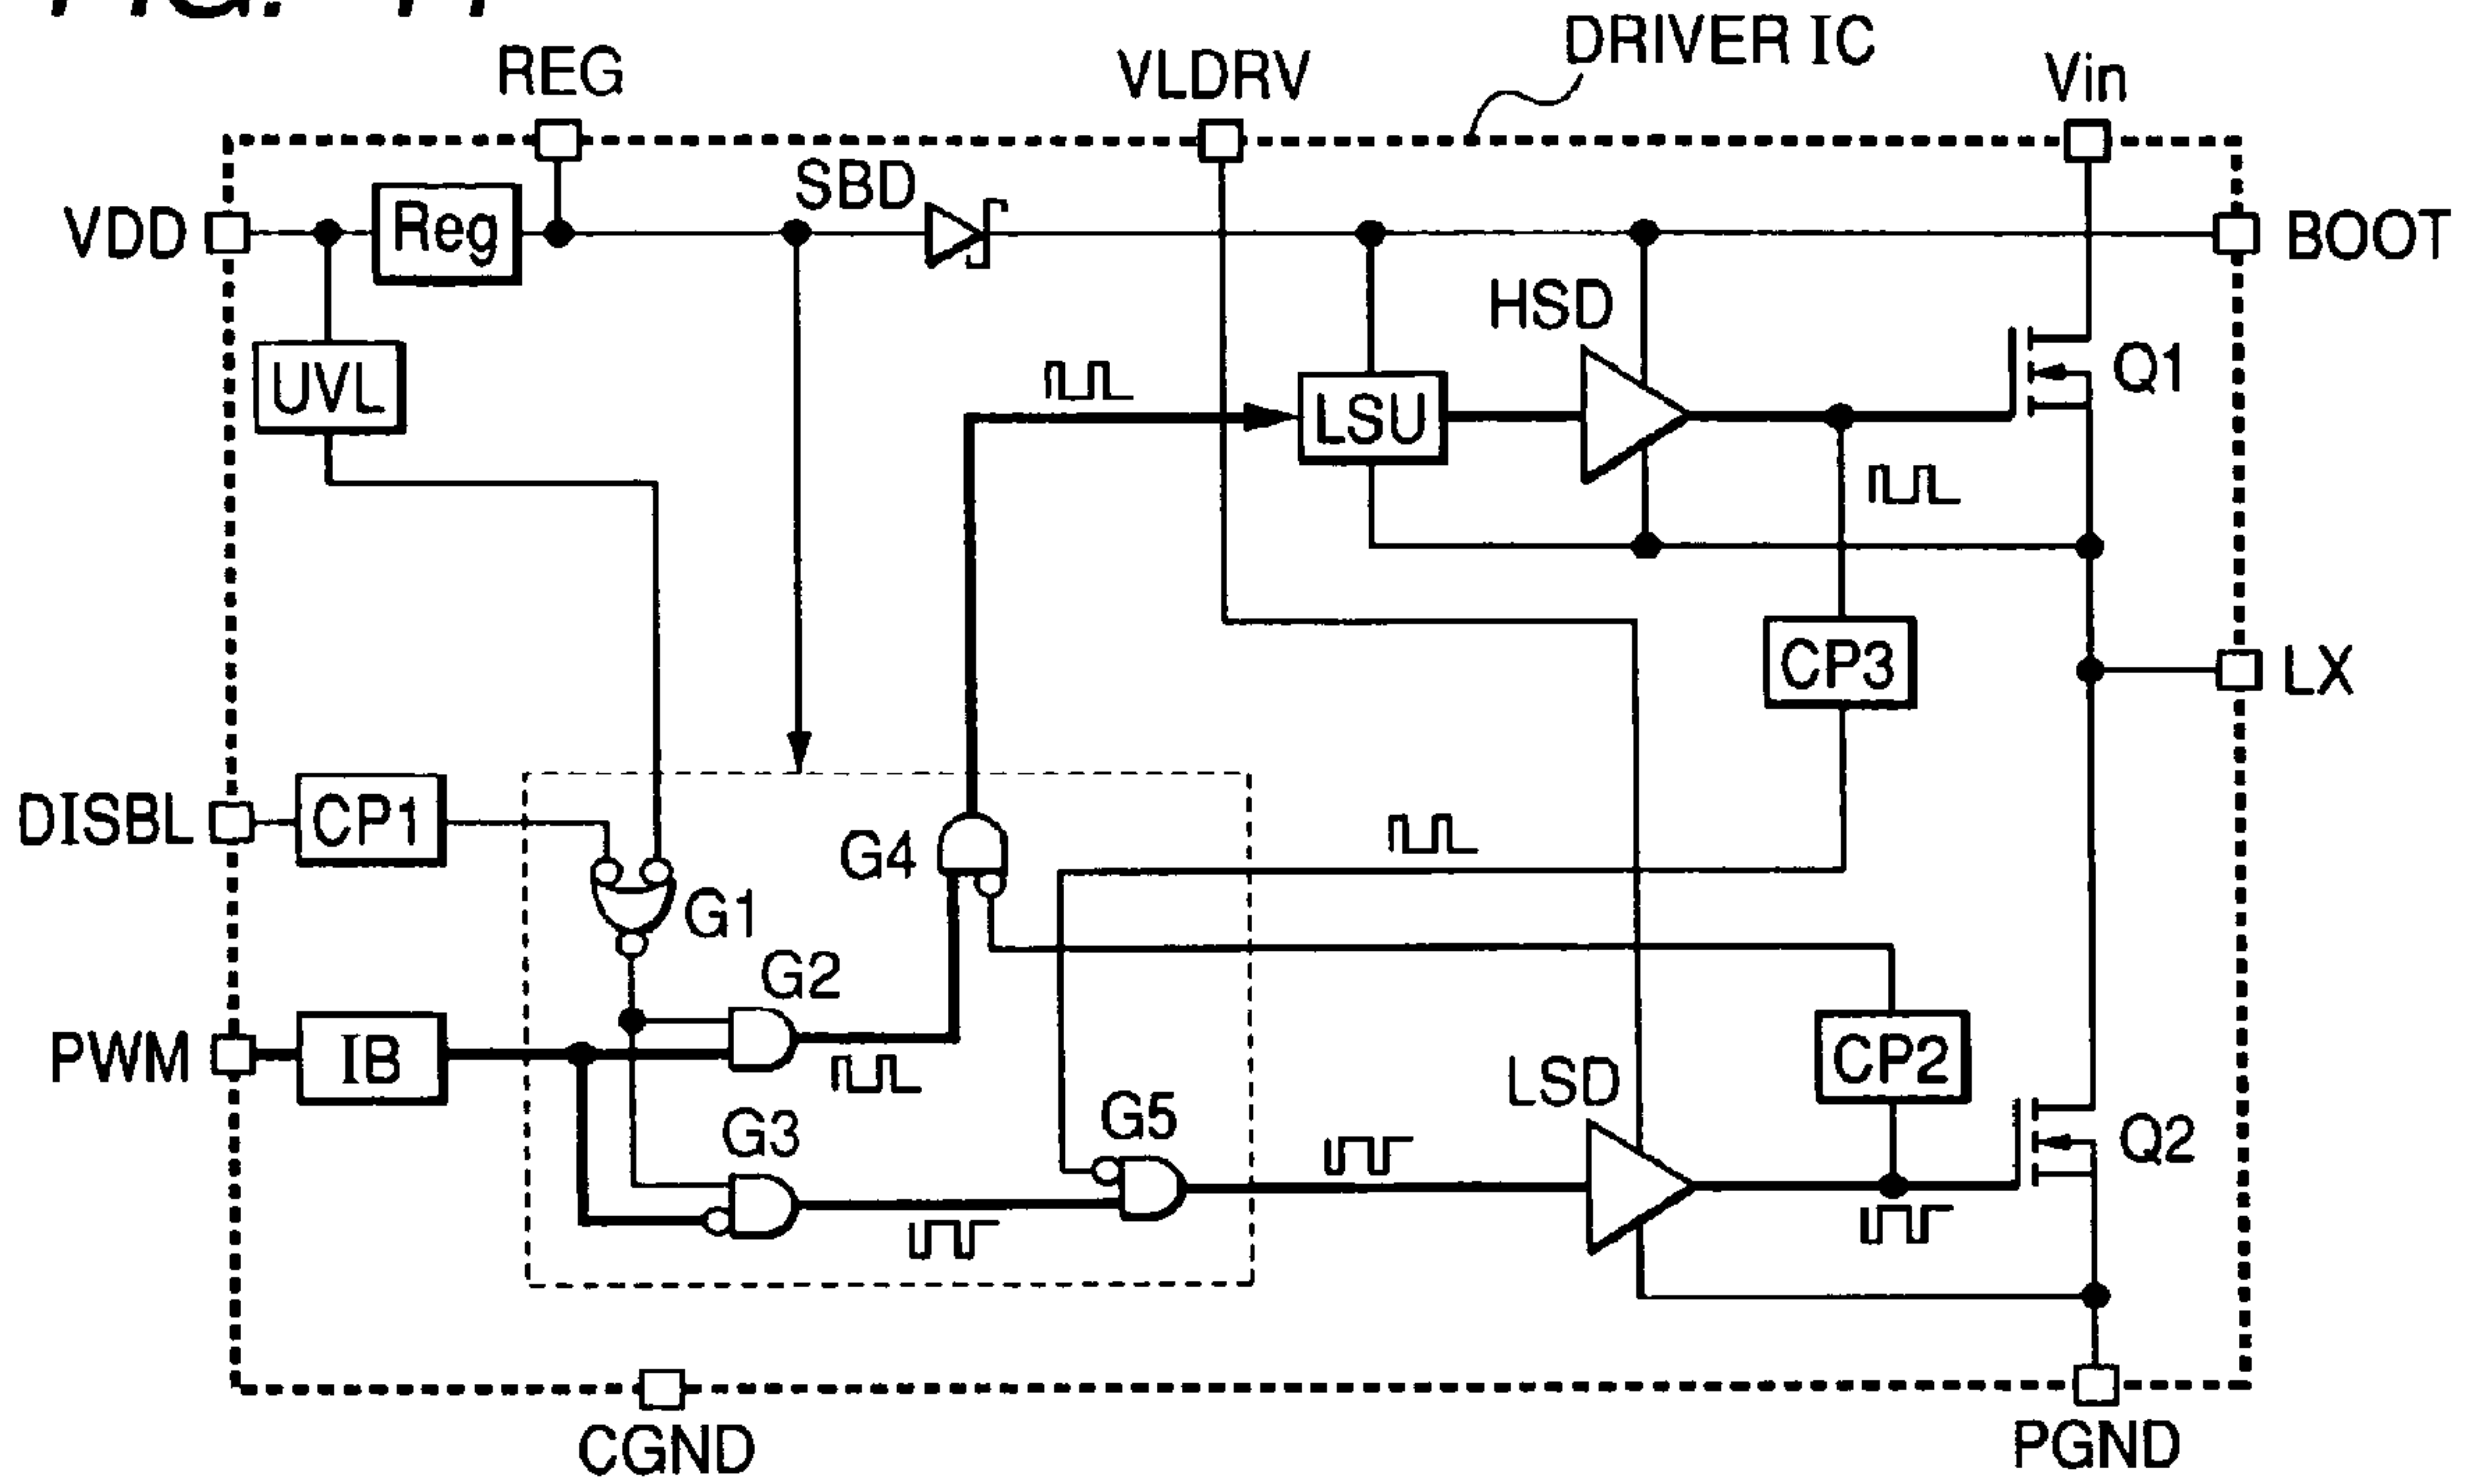 REG
VLDRV
DRIVER IC
Vin
SBD
VDD
Reg
BOOT
HSD
UVL
LSU
Q1
CP3
LX
DISBL
CP1
G4
G1
G2
PWM
IB
CP2
LSD
G5
G3
Q2
CGND
PGND